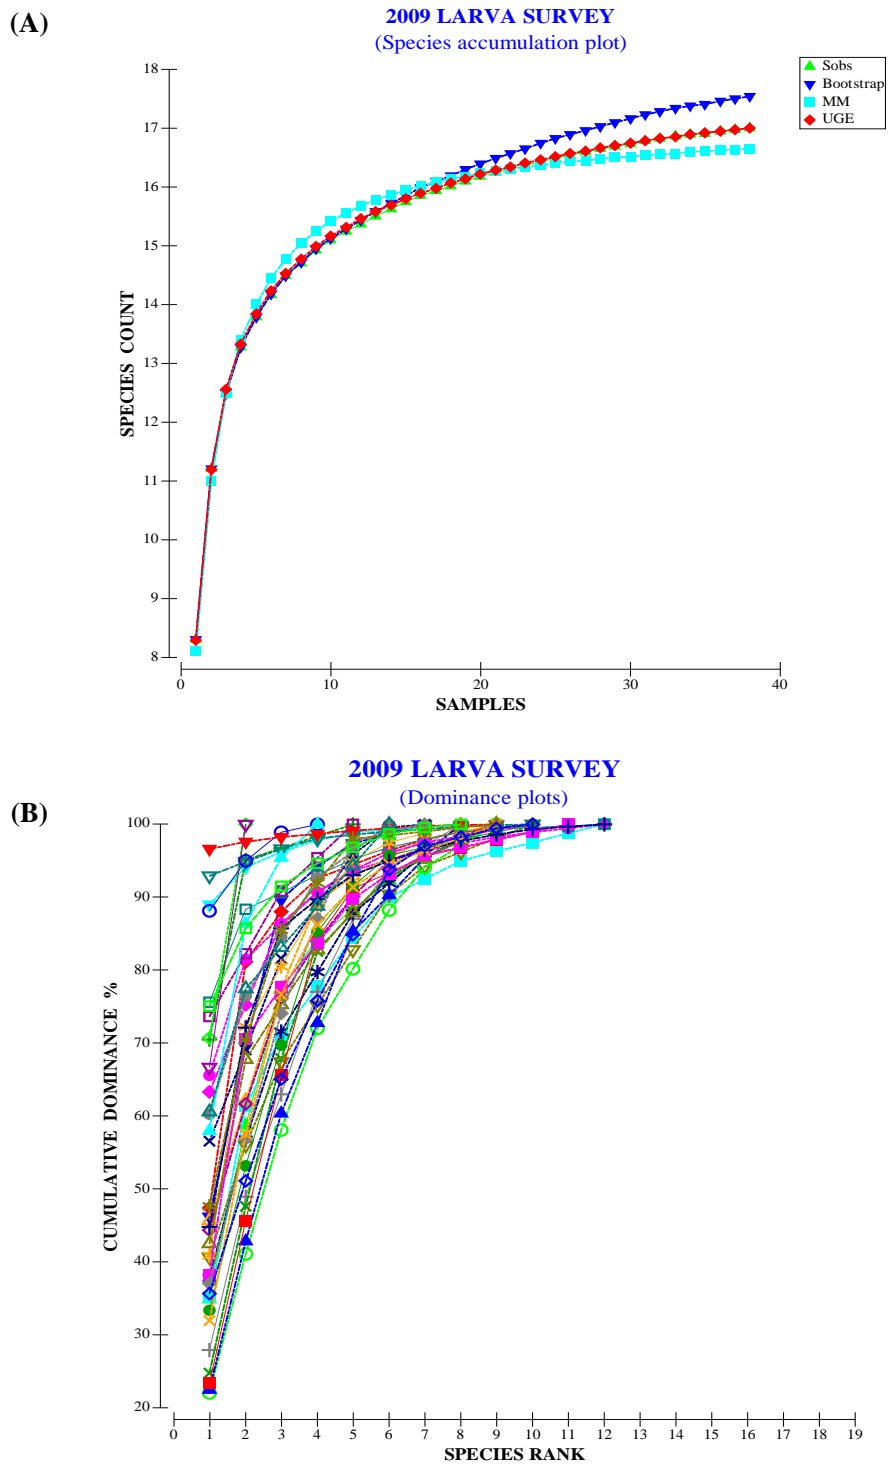 (A)
2009 LARVA SURVEY
(Species accumulation plot)
Sobs
Bootstrap
MM
UGE
SPECIES COUNT
18
17
16
15
14
13
12
11
10
9
8
0 10 20 30 40
SAMPLES
(B)
2009 LARVA SURVEY
(Dominance plots)
CUMULATIVE DOMINANCE %
100
90
80
70
60
50
40
30
20
0 1 2 3 4 5 6 7 8 9 10 11 12 13 14 15 16 17 18 19
SPECIES RANK